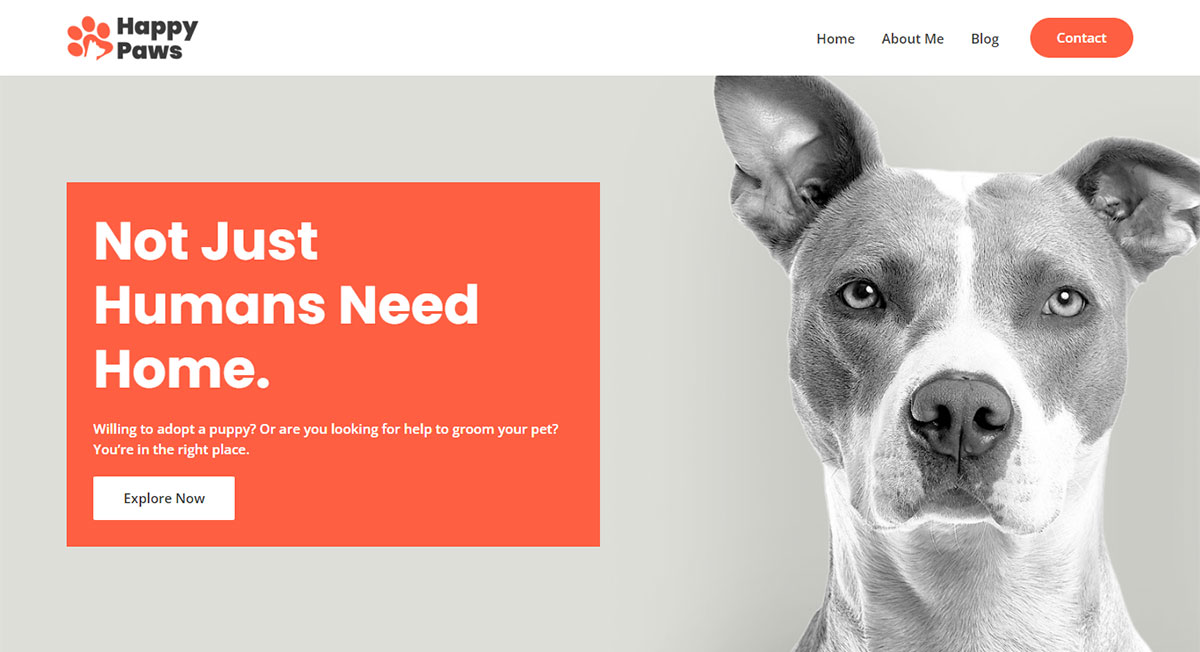 Happy
Paws
Home
About Me
Blog
Contact
Not Just
Humans Need
Home.
Willing to adopt a puppy? Or are you looking for help to groom your pet?
You’re in the right place.
Explore Now